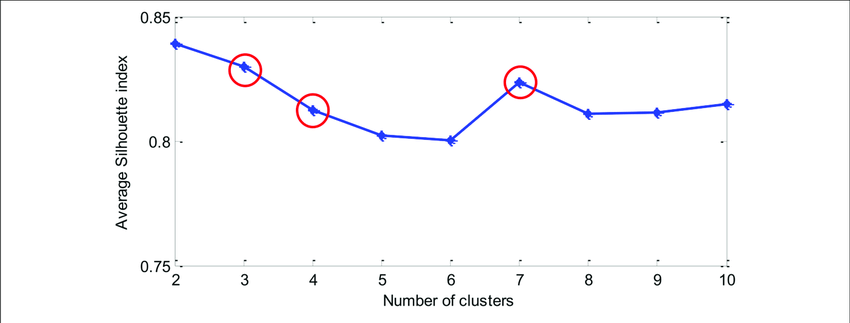 0.85
0.8
0.75
Average Silhouette index
2 3 4 5 6 7 8 9 10
Number of clusters